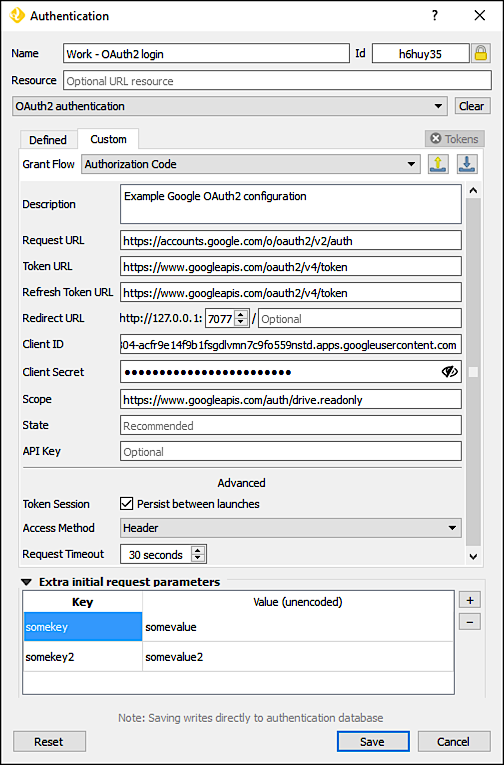 Authentication
Name Work - OAuth2 login Id h6huy35
Resource Optional URL resource
OAuth2 authentication Clear
Defined Custom Tokens
Grant Flow Authorization Code
Description Example Google OAuth2 configuration
Request URL https://accounts.google.com/o/oauth2/v2/auth
Token URL https://www.googleapis.com/oauth2/v4/token
Refresh Token URL https://www.googleapis.com/oauth2/v4/token
Redirect URL http://127.0.0.1: 7077 / Optional
Client ID 304-acfr9e14f9b1fsgdlvmn7c9fo559nstd.apps.googleusercontent.com
Client Secret ●●●●●●●●●●●●●●●●●●●●●●●●
Scope https://www.googleapis.com/auth/drive.readonly
State Recommended
API Key Optional
Advanced
Token Session Persist between launches
Access Method Header
Request Timeout 30 seconds
Extra initial request parameters
Key Value (unencoded)
somekey somevalue
somekey2 somevalue2
Note: Saving writes directly to authentication database
Reset Save Cancel